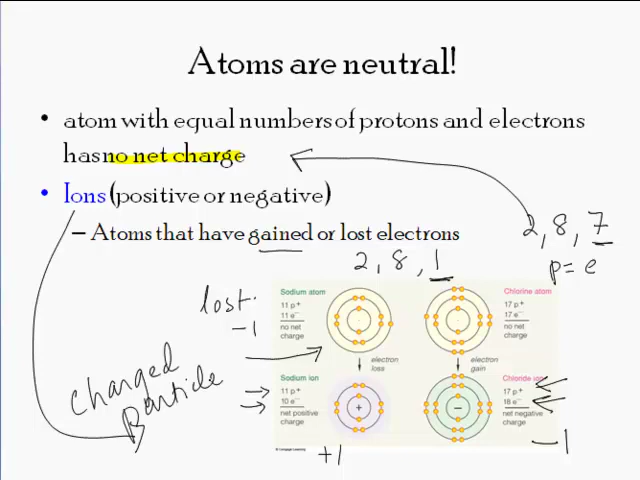 Atoms are neutral!
• atom with equal numbers of protons and electrons
has no net charge
• Ions (positive or negative)
– Atoms that have gained or lost electrons
2, 8, 7
p = e
2, 8, 1
lost.
-1
Charged
Particle
Sodium atom
11 p+
11 e–
no net
charge
Chlorine atom
17 p+
17 e–
no net
charge
electron
loss
electron
gain
Sodium ion
11 p+
10 e–
net positive
charge
+
Chloride ion
17 p+
18 e–
net negative
charge
–
+1
-1
© Cengage Learning